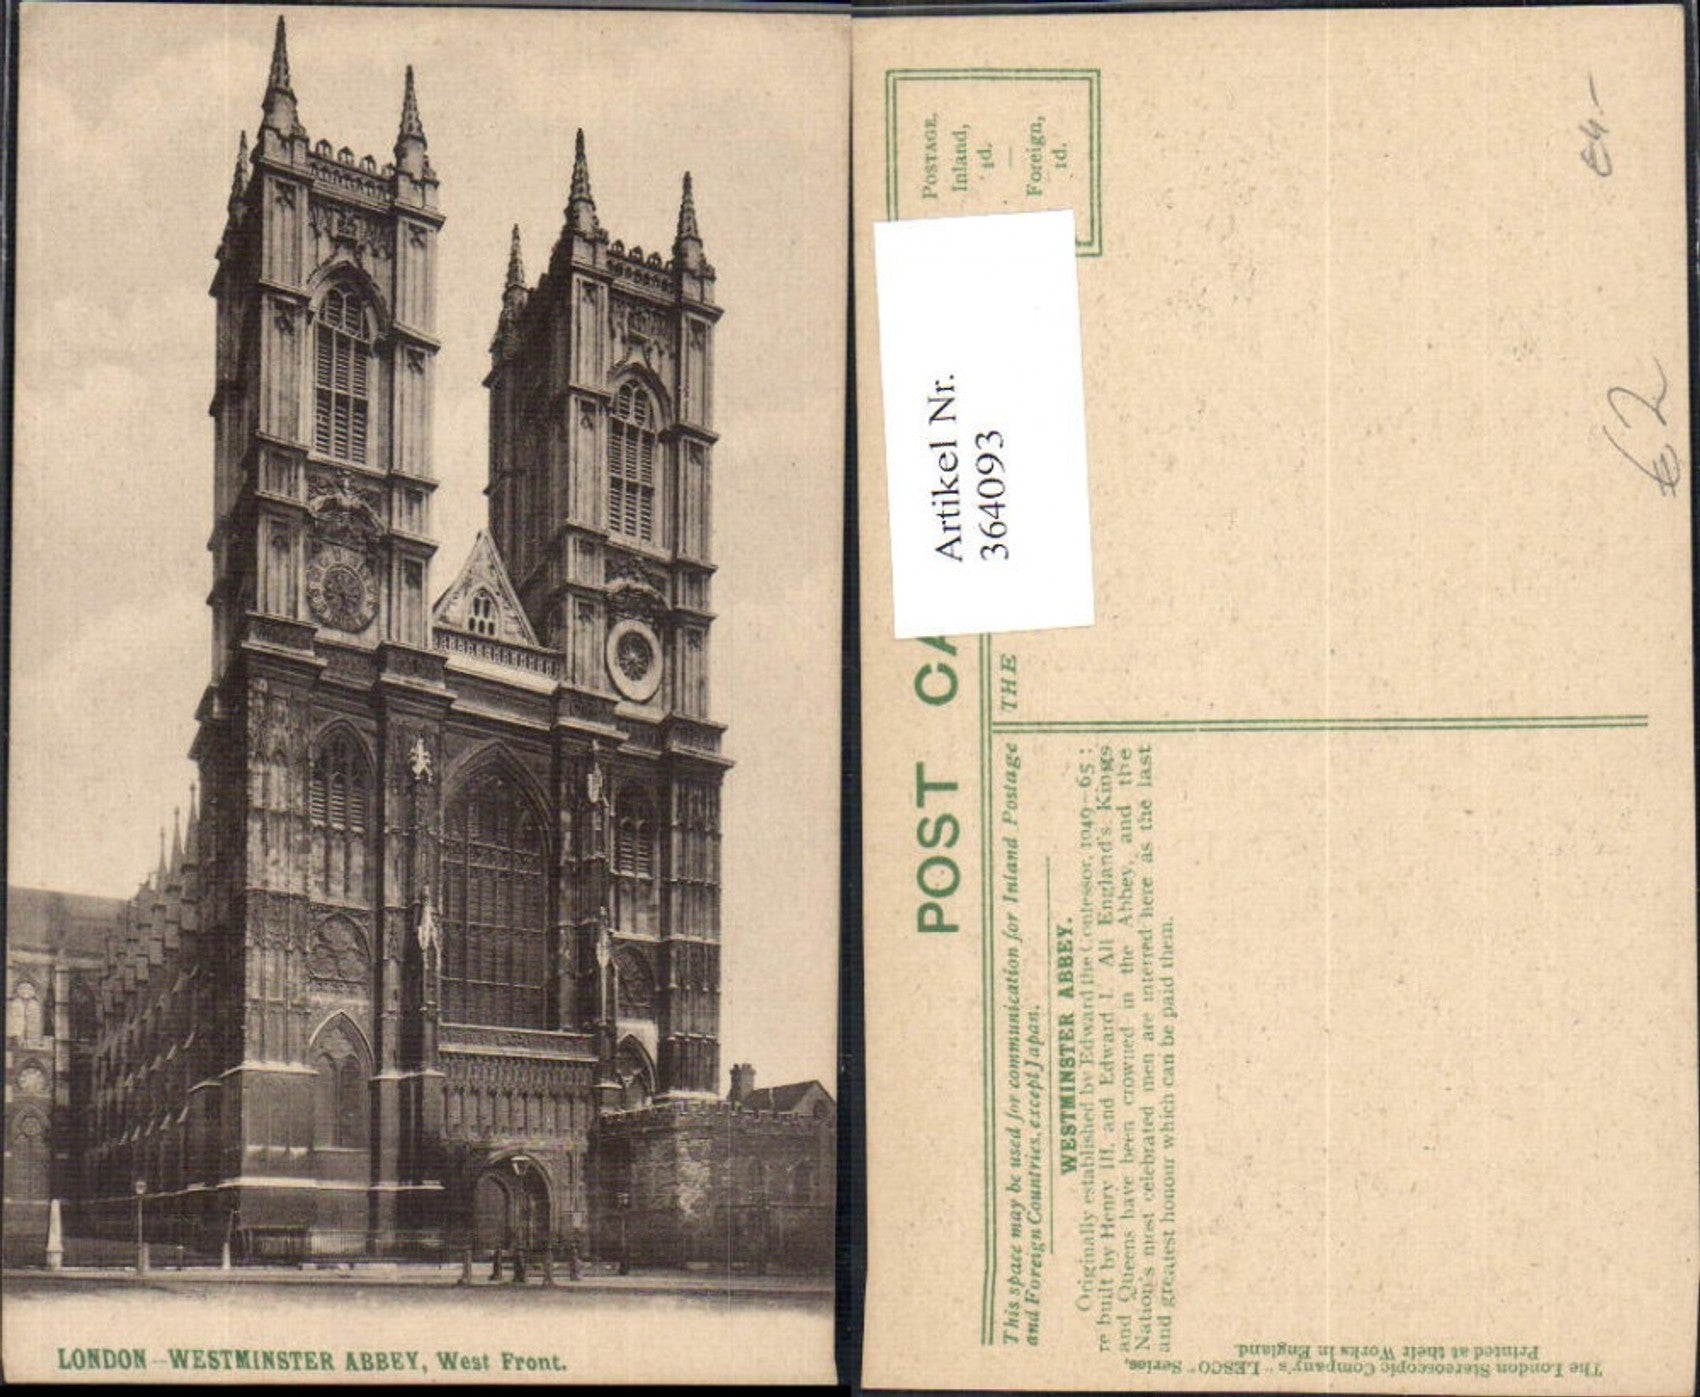 LONDON - WESTMINSTER ABBEY, West Front.
POSTAGE.
Inland,
½d.
—
Foreign,
1d.
Artikel Nr.
364093
POST CA
THE
This space may be used for communication for Inland Postage
and Foreign Countries, except Japan.
WESTMINSTER ABBEY.
Originally established by Edward the Confessor, 1049-65;
re built by Henry III. and Edward I. All England's Kings
and Queens have been crowned in the Abbey, and the
Nation's most celebrated men are interred here as the last
and greatest honour which can be paid them.
The London Stereoscopic Company's "LESCO" Series.
Printed at their Works in England.
€4.-
€2